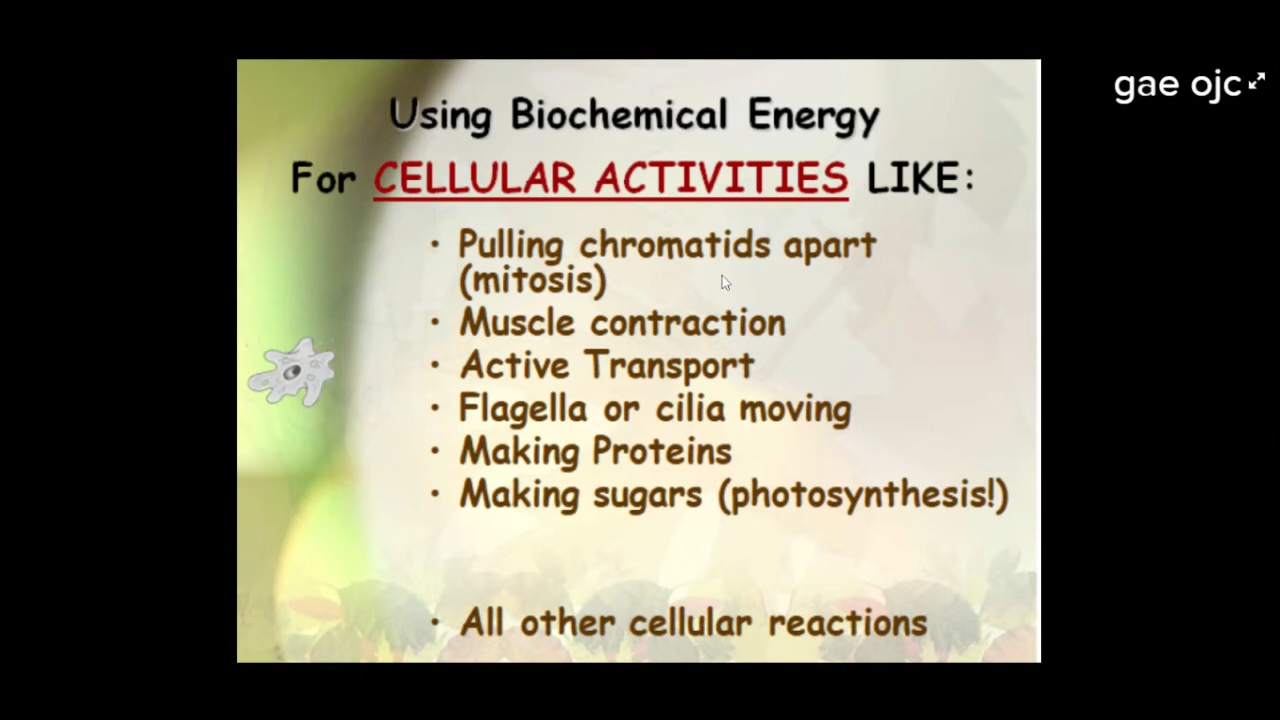 gae ojc
Using Biochemical Energy
For CELLULAR ACTIVITIES LIKE:
• Pulling chromatids apart
(mitosis)
• Muscle contraction
• Active Transport
• Flagella or cilia moving
• Making Proteins
• Making sugars (photosynthesis!)
• All other cellular reactions